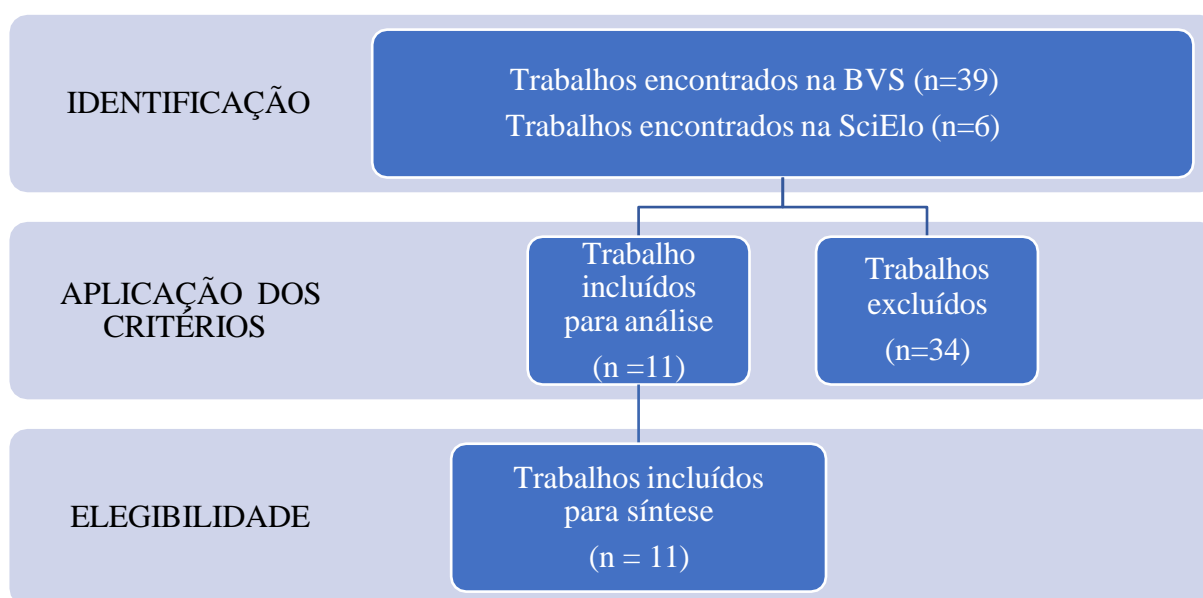 IDENTIFICAÇÃO
Trabalhos encontrados na BVS (n=39)
Trabalhos encontrados na SciElo (n=6)
APLICAÇÃO DOS
CRITÉRIOS
Trabalho
incluídos
para análise
(n =11)
Trabalhos
excluídos
(n=34)
ELEGIBILIDADE
Trabalhos incluídos
para síntese
(n = 11)